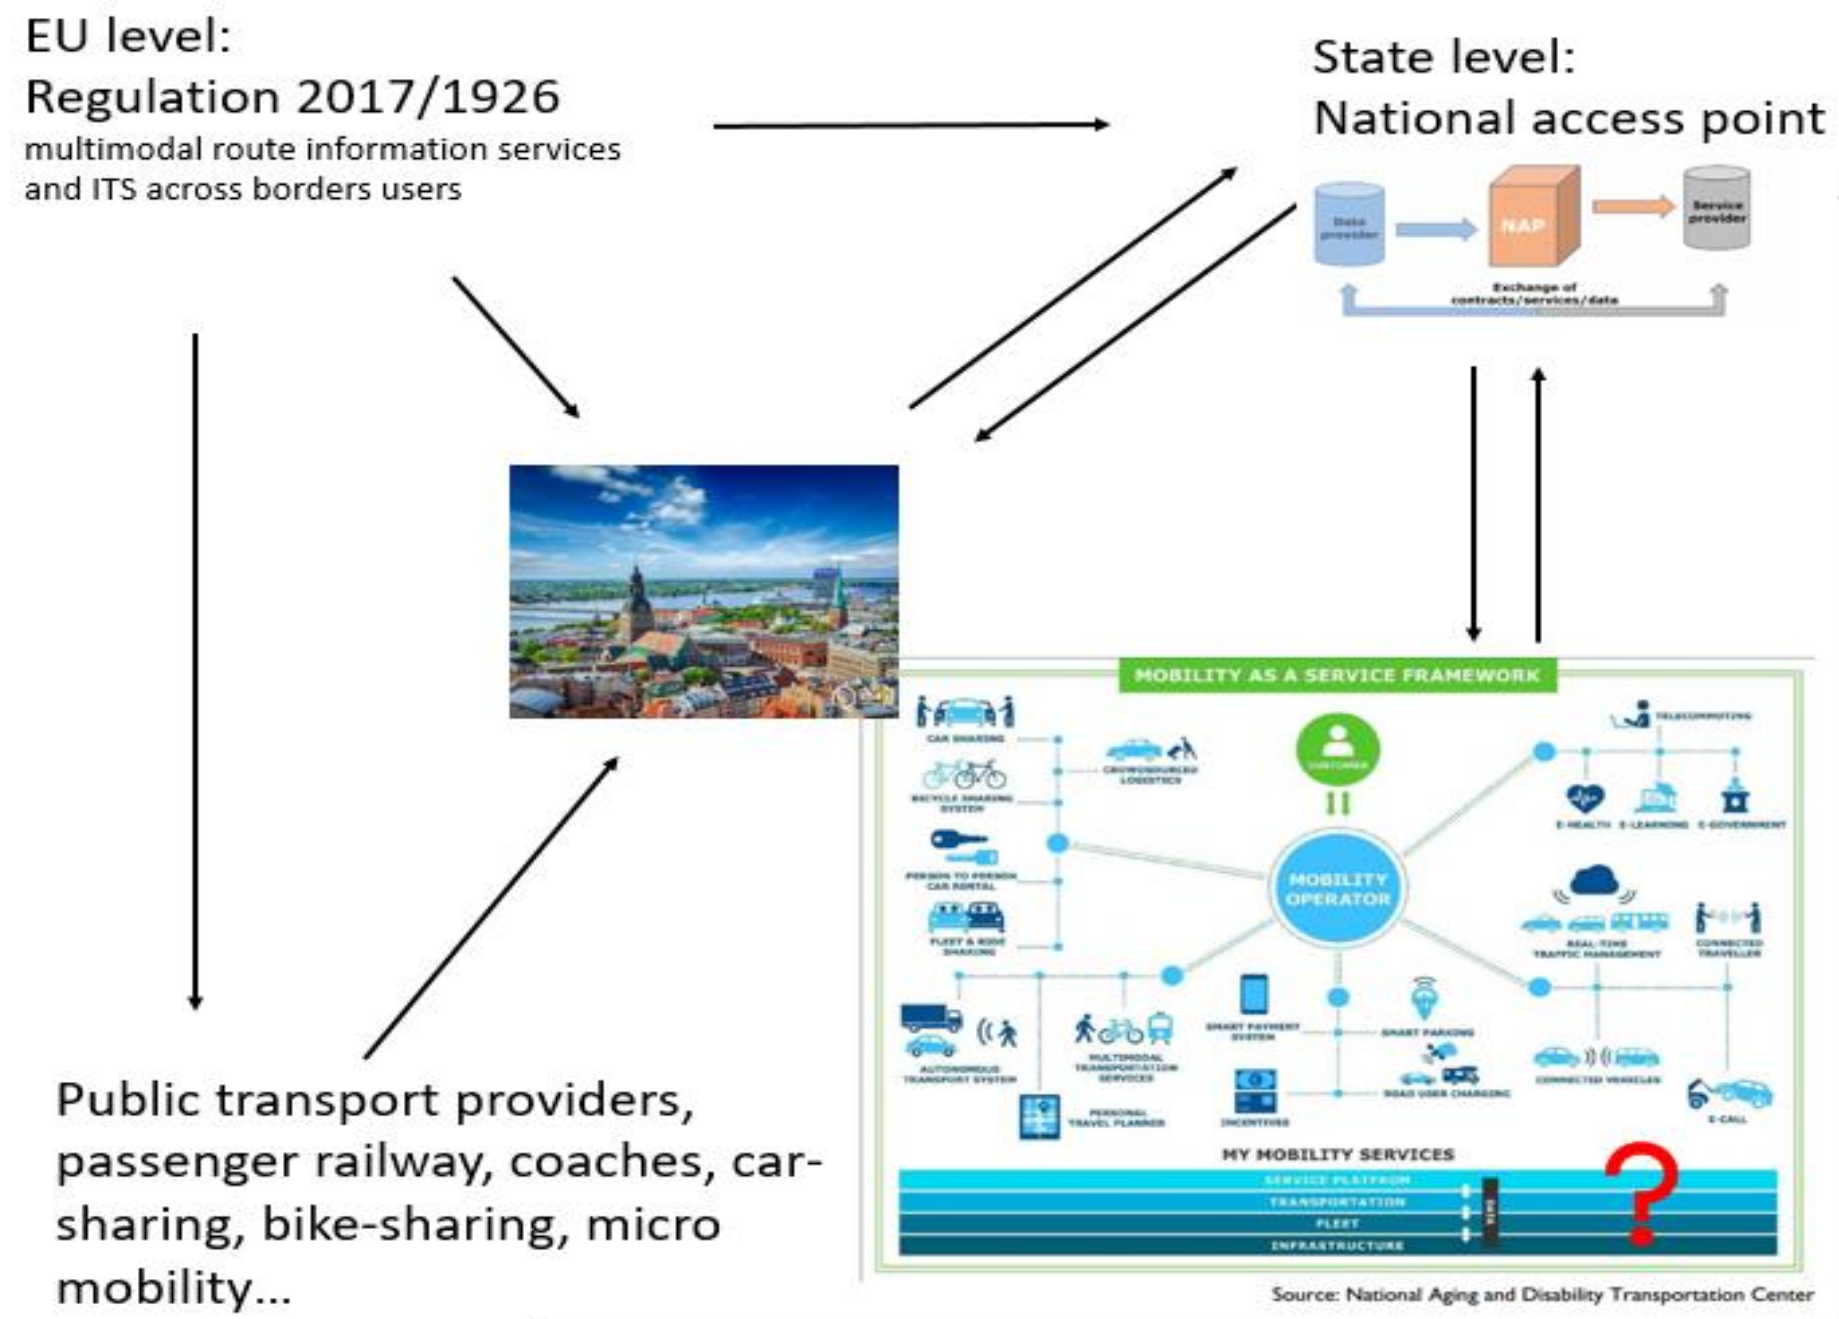 EU level:
Regulation 2017/1926
multimodal route information services
and ITS across borders users
State level:
National access point
Data
provider
NAP
Service
provider
Exchange of
contracts/services/data
MOBILITY AS A SERVICE FRAMEWORK
CAR SHARING
CROWDSOURCED
LOGISTICS
BICYCLE SHARING
SYSTEM
PERSON TO PERSON
CAR RENTAL
FLEET & RIDE
SHARING
CUSTOMER
MOBILITY
OPERATOR
TELECOMMUTING
E-HEALTH E-LEARNING E-GOVERNMENT
REAL-TIME
TRAFFIC MANAGEMENT
CONNECTED
TRAVELLER
AUTONOMOUS
TRANSPORT SYSTEM
MULTIMODAL
TRANSPORTATION
SERVICES
PERSONAL
TRAVEL PLANNER
SMART PAYMENT
SYSTEM
SMART PARKING
INCENTIVES
ROAD USER CHARGING
CONNECTED VEHICLES
E-CALL
MY MOBILITY SERVICES
SERVICE PLATFROM
TRANSPORTATION
FLEET
INFRASTRUCTURE
DATA
?
Source: National Aging and Disability Transportation Center
Public transport providers,
passenger railway, coaches, car-
sharing, bike-sharing, micro
mobility...